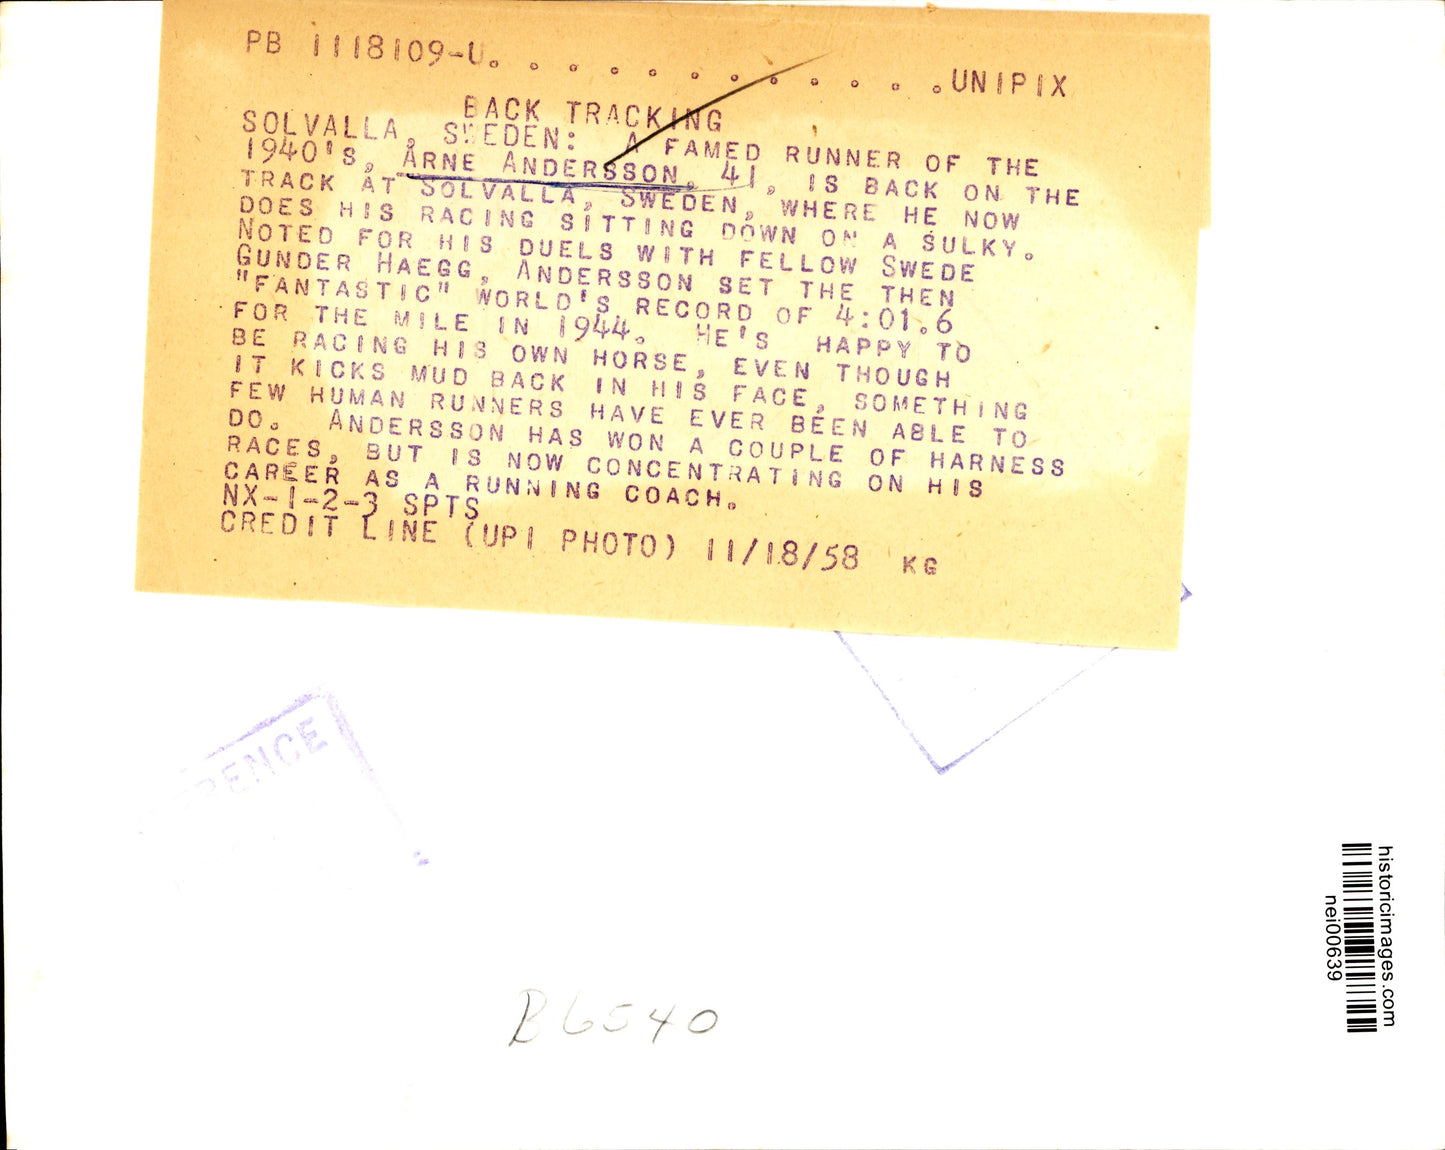 PB 1118109-U. . . . . . . . . . . . .UNIPIX
BACK TRACKING
SOLVALLA, SWEDEN: A FAMED RUNNER OF THE
1940'S, ARNE ANDERSSON, 41, IS BACK ON THE
TRACK AT SOLVALLA, SWEDEN, WHERE HE NOW
DOES HIS RACING SITTING DOWN ON A SULKY.
NOTED FOR HIS DUELS WITH FELLOW SWEDE
GUNDER HAEGG, ANDERSSON SET THE THEN
"FANTASTIC" WORLD'S RECORD OF 4:01.6
FOR THE MILE IN 1944. HE'S HAPPY TO
BE RACING HIS OWN HORSE, EVEN THOUGH
IT KICKS MUD BACK IN HIS FACE, SOMETHING
FEW HUMAN RUNNERS HAVE EVER BEEN ABLE TO
DO. ANDERSSON HAS WON A COUPLE OF HARNESS
RACES, BUT IS NOW CONCENTRATING ON HIS
CAREER AS A RUNNING COACH.
NX-1-2-3 SPTS
CREDIT LINE (UPI PHOTO) 11/18/58 KG
RENCE
B6540
historicimages.com
nei00639